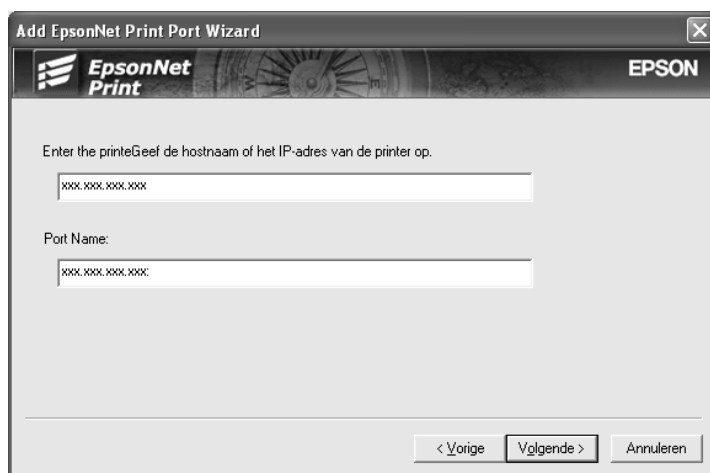 Add EpsonNet Print Port Wizard
EpsonNet
Print
EPSON
Enter the printeGeef de hostnaam of het IP-adres van de printer op.
xxx.xxx.xxx.xxx
Port Name:
xxx.xxx.xxx.xxx:
< Vorige
Volgende >
Annuleren